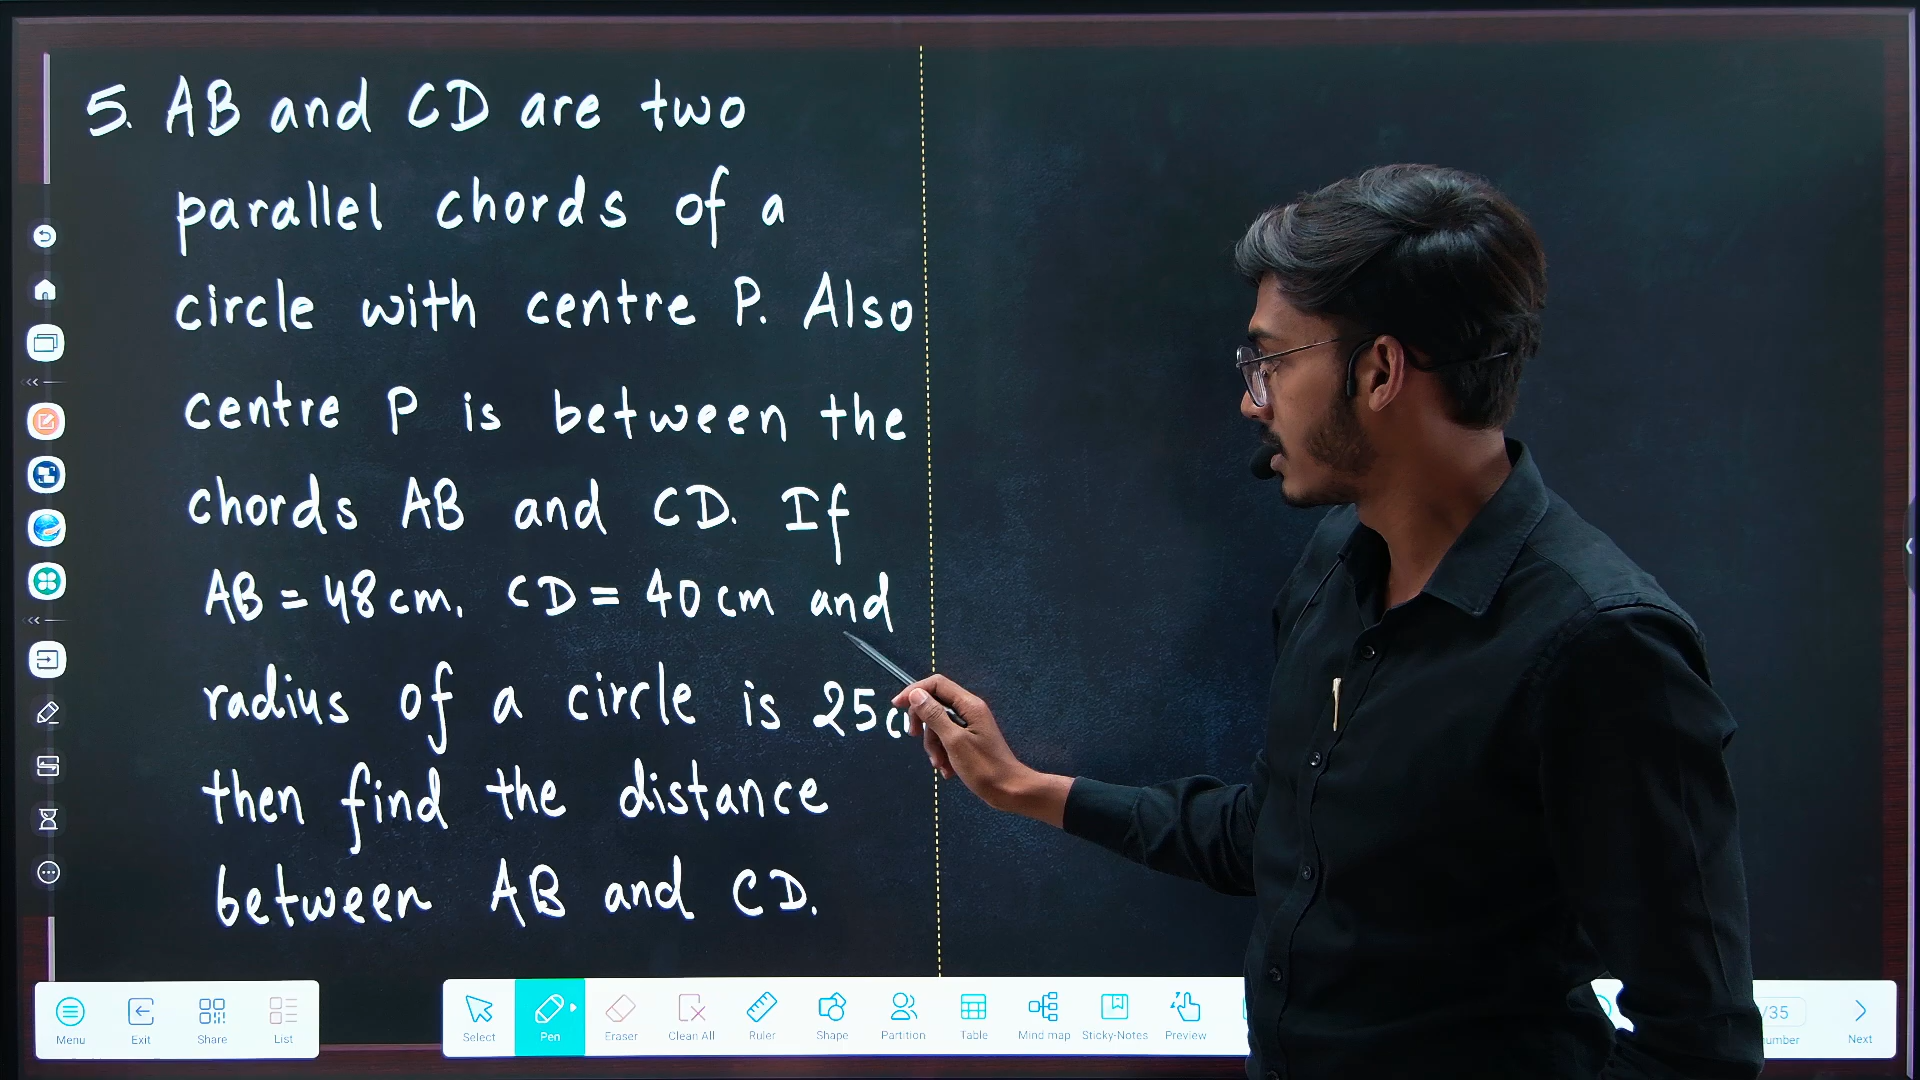 5. AB and CD are two
parallel chords of a
circle with centre P. Also
centre P is between the
chords AB and CD. If
AB = 48 cm, CD = 40 cm and
radius of a circle is 25
then find the distance
between AB and CD.
Menu Exit Share List Select Pen Eraser Clean All Ruler Shape Partition Table Mind map Sticky-Notes Preview /35 Next